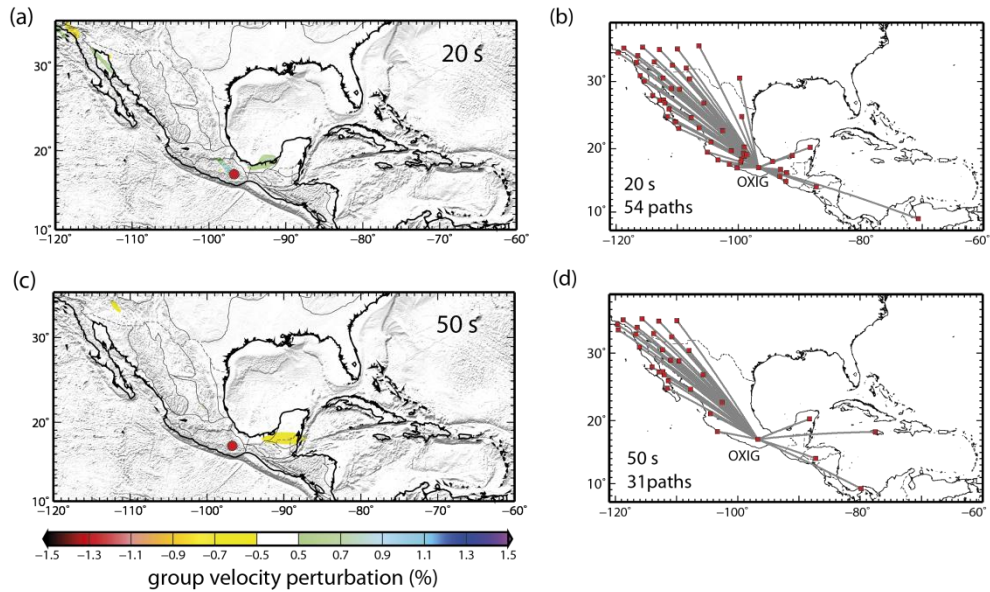 (a)
20 s
30˚
20˚
10˚
−120˚ −110˚ −100˚ −90˚ −80˚ −70˚ −60˚
(b)
30˚
20˚
10˚
OXIG
20 s
54 paths
−120˚ −100˚ −80˚ −60˚
(c)
50 s
30˚
20˚
10˚
−120˚ −110˚ −100˚ −90˚ −80˚ −70˚ −60˚
(d)
30˚
20˚
10˚
OXIG
50 s
31paths
−120˚ −100˚ −80˚ −60˚
−1.5 −1.3 −1.1 −0.9 −0.7 −0.5 0.5 0.7 0.9 1.1 1.3 1.5
group velocity perturbation (%)